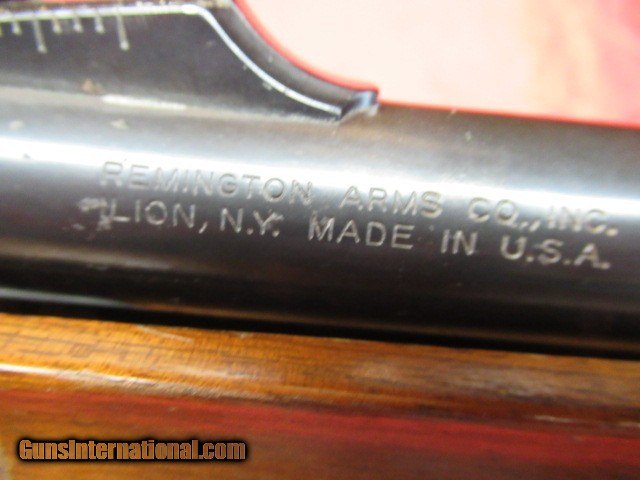 REMINGTON ARMS CO., INC.
ILION, N.Y. MADE IN U.S.A.
GunsInternational.com